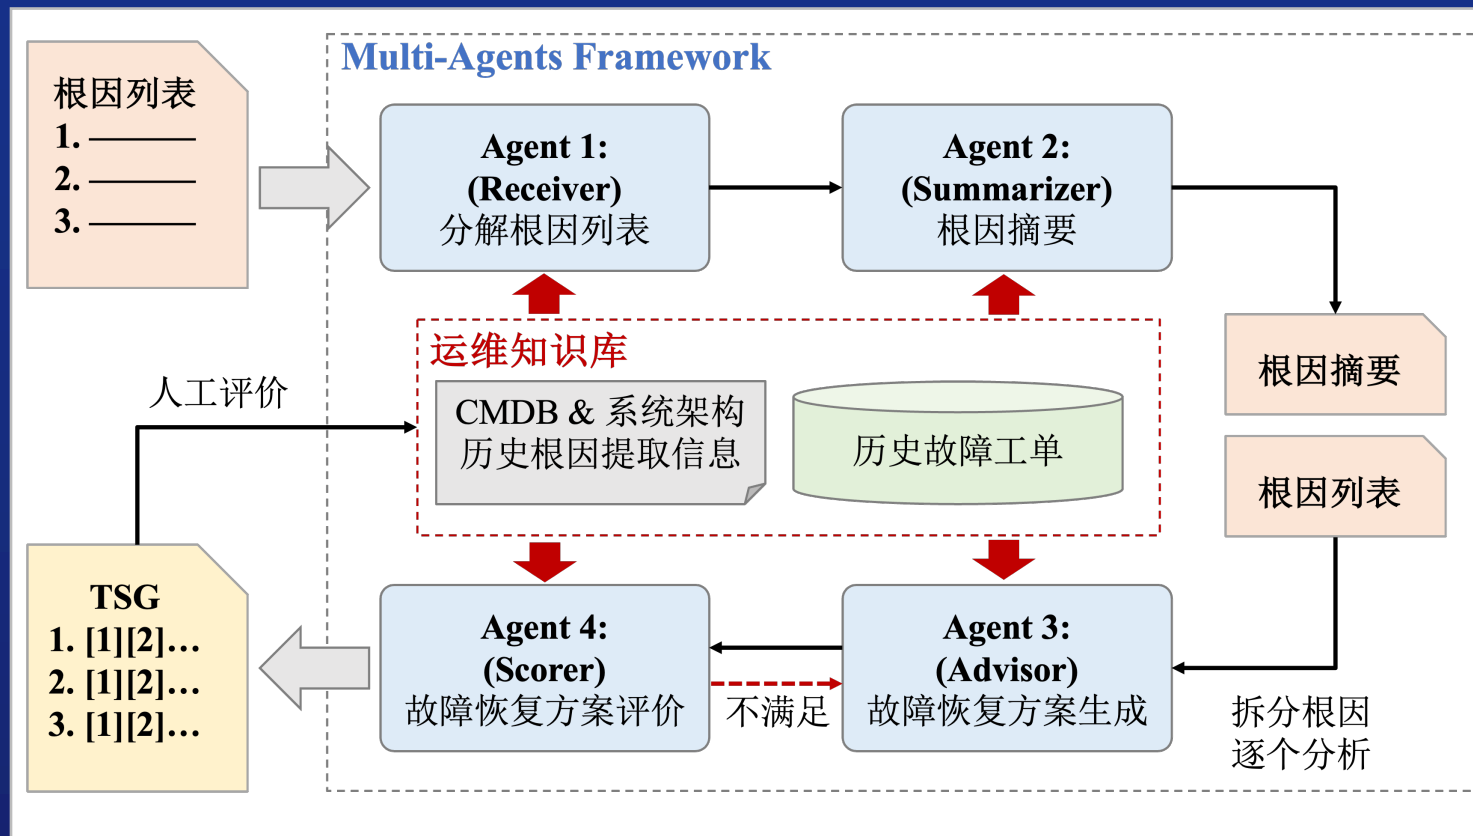 Multi-Agents Framework
根因列表
1.
2.
3.
Agent 1:
(Receiver)
分解根因列表
Agent 2:
(Summarizer)
根因摘要
运维知识库
CMDB & 系统架构
历史根因提取信息
历史故障工单
根因摘要
根因列表
人工评价
TSG
1. [1][2]…
2. [1][2]…
3. [1][2]…
Agent 4:
(Scorer)
故障恢复方案评价
不满足
Agent 3:
(Advisor)
故障恢复方案生成
拆分根因
逐个分析